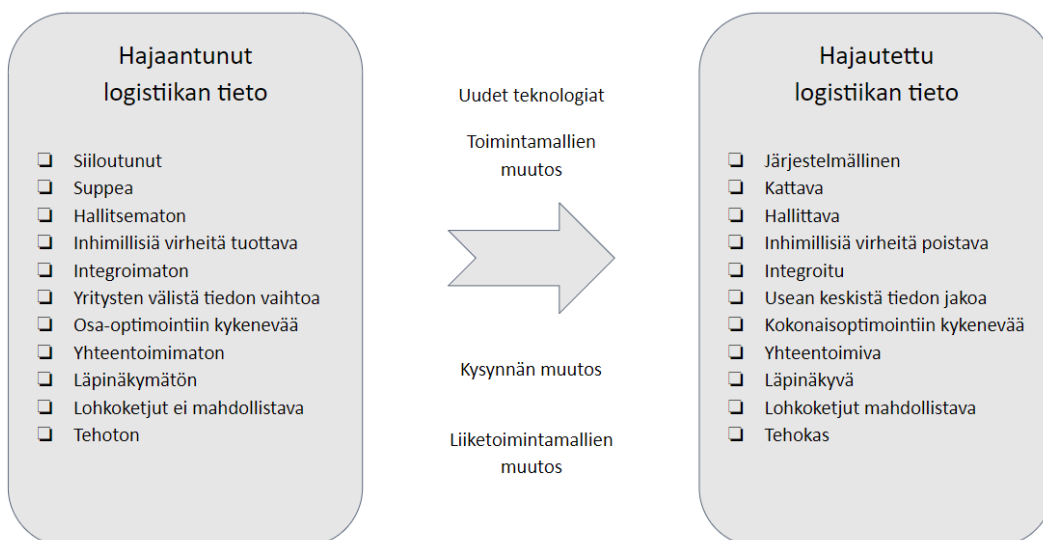 Hajaantunut
logistiikan tieto
Siiloutunut
Suppea
Hallitsematon
Inhimillisiä virheitä tuottava
Integroimaton
Yritysten välistä tiedon vaihtoa
Osa-optimointiin kykenevää
Yhteentoimimaton
Läpinäkymätön
Lohkoketjut ei mahdollistava
Tehoton
Uudet teknologiat
Toimintamallien
muutos
Kysynnän muutos
Liiketoimintamallien
muutos
Hajautettu
logistiikan tieto
Järjestelmällinen
Kattava
Hallittava
Inhimillisiä virheitä poistava
Integroitu
Usean keskistä tiedon jakoa
Kokonaisoptimointiin kykenevää
Yhteentoimiva
Läpinäkyvä
Lohkoketjut mahdollistava
Tehokas